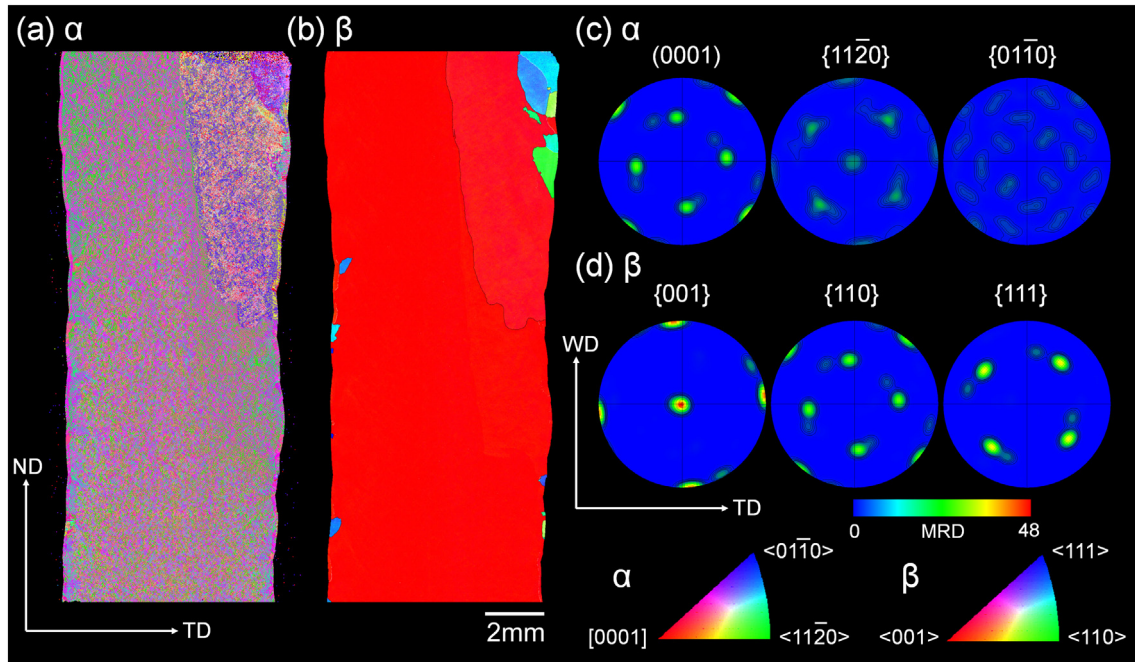 (a) α
(b) β
(c) α
(0001)
{112̅0}
{011̅0}
(d) β
{001}
{110}
{111}
WD
TD
ND
TD
2mm
0
MRD
48
α
<011̅0>
[0001]
<112̅0>
β
<111>
<001>
<110>